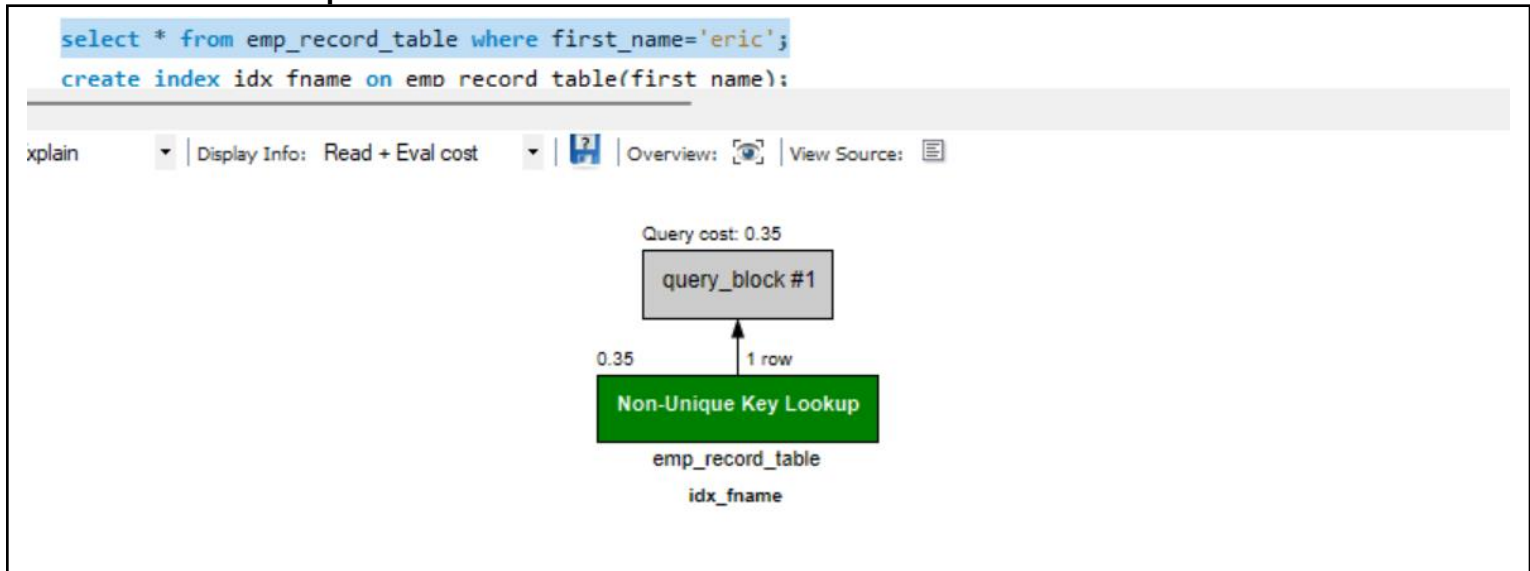 select * from emp_record_table where first_name='eric';
create index idx_fname on emp_record_table(first_name);
xplain Display Info: Read + Eval cost Overview: View Source:
Query cost: 0.35
query_block #1
0.35 1 row
Non-Unique Key Lookup
emp_record_table
idx_fname